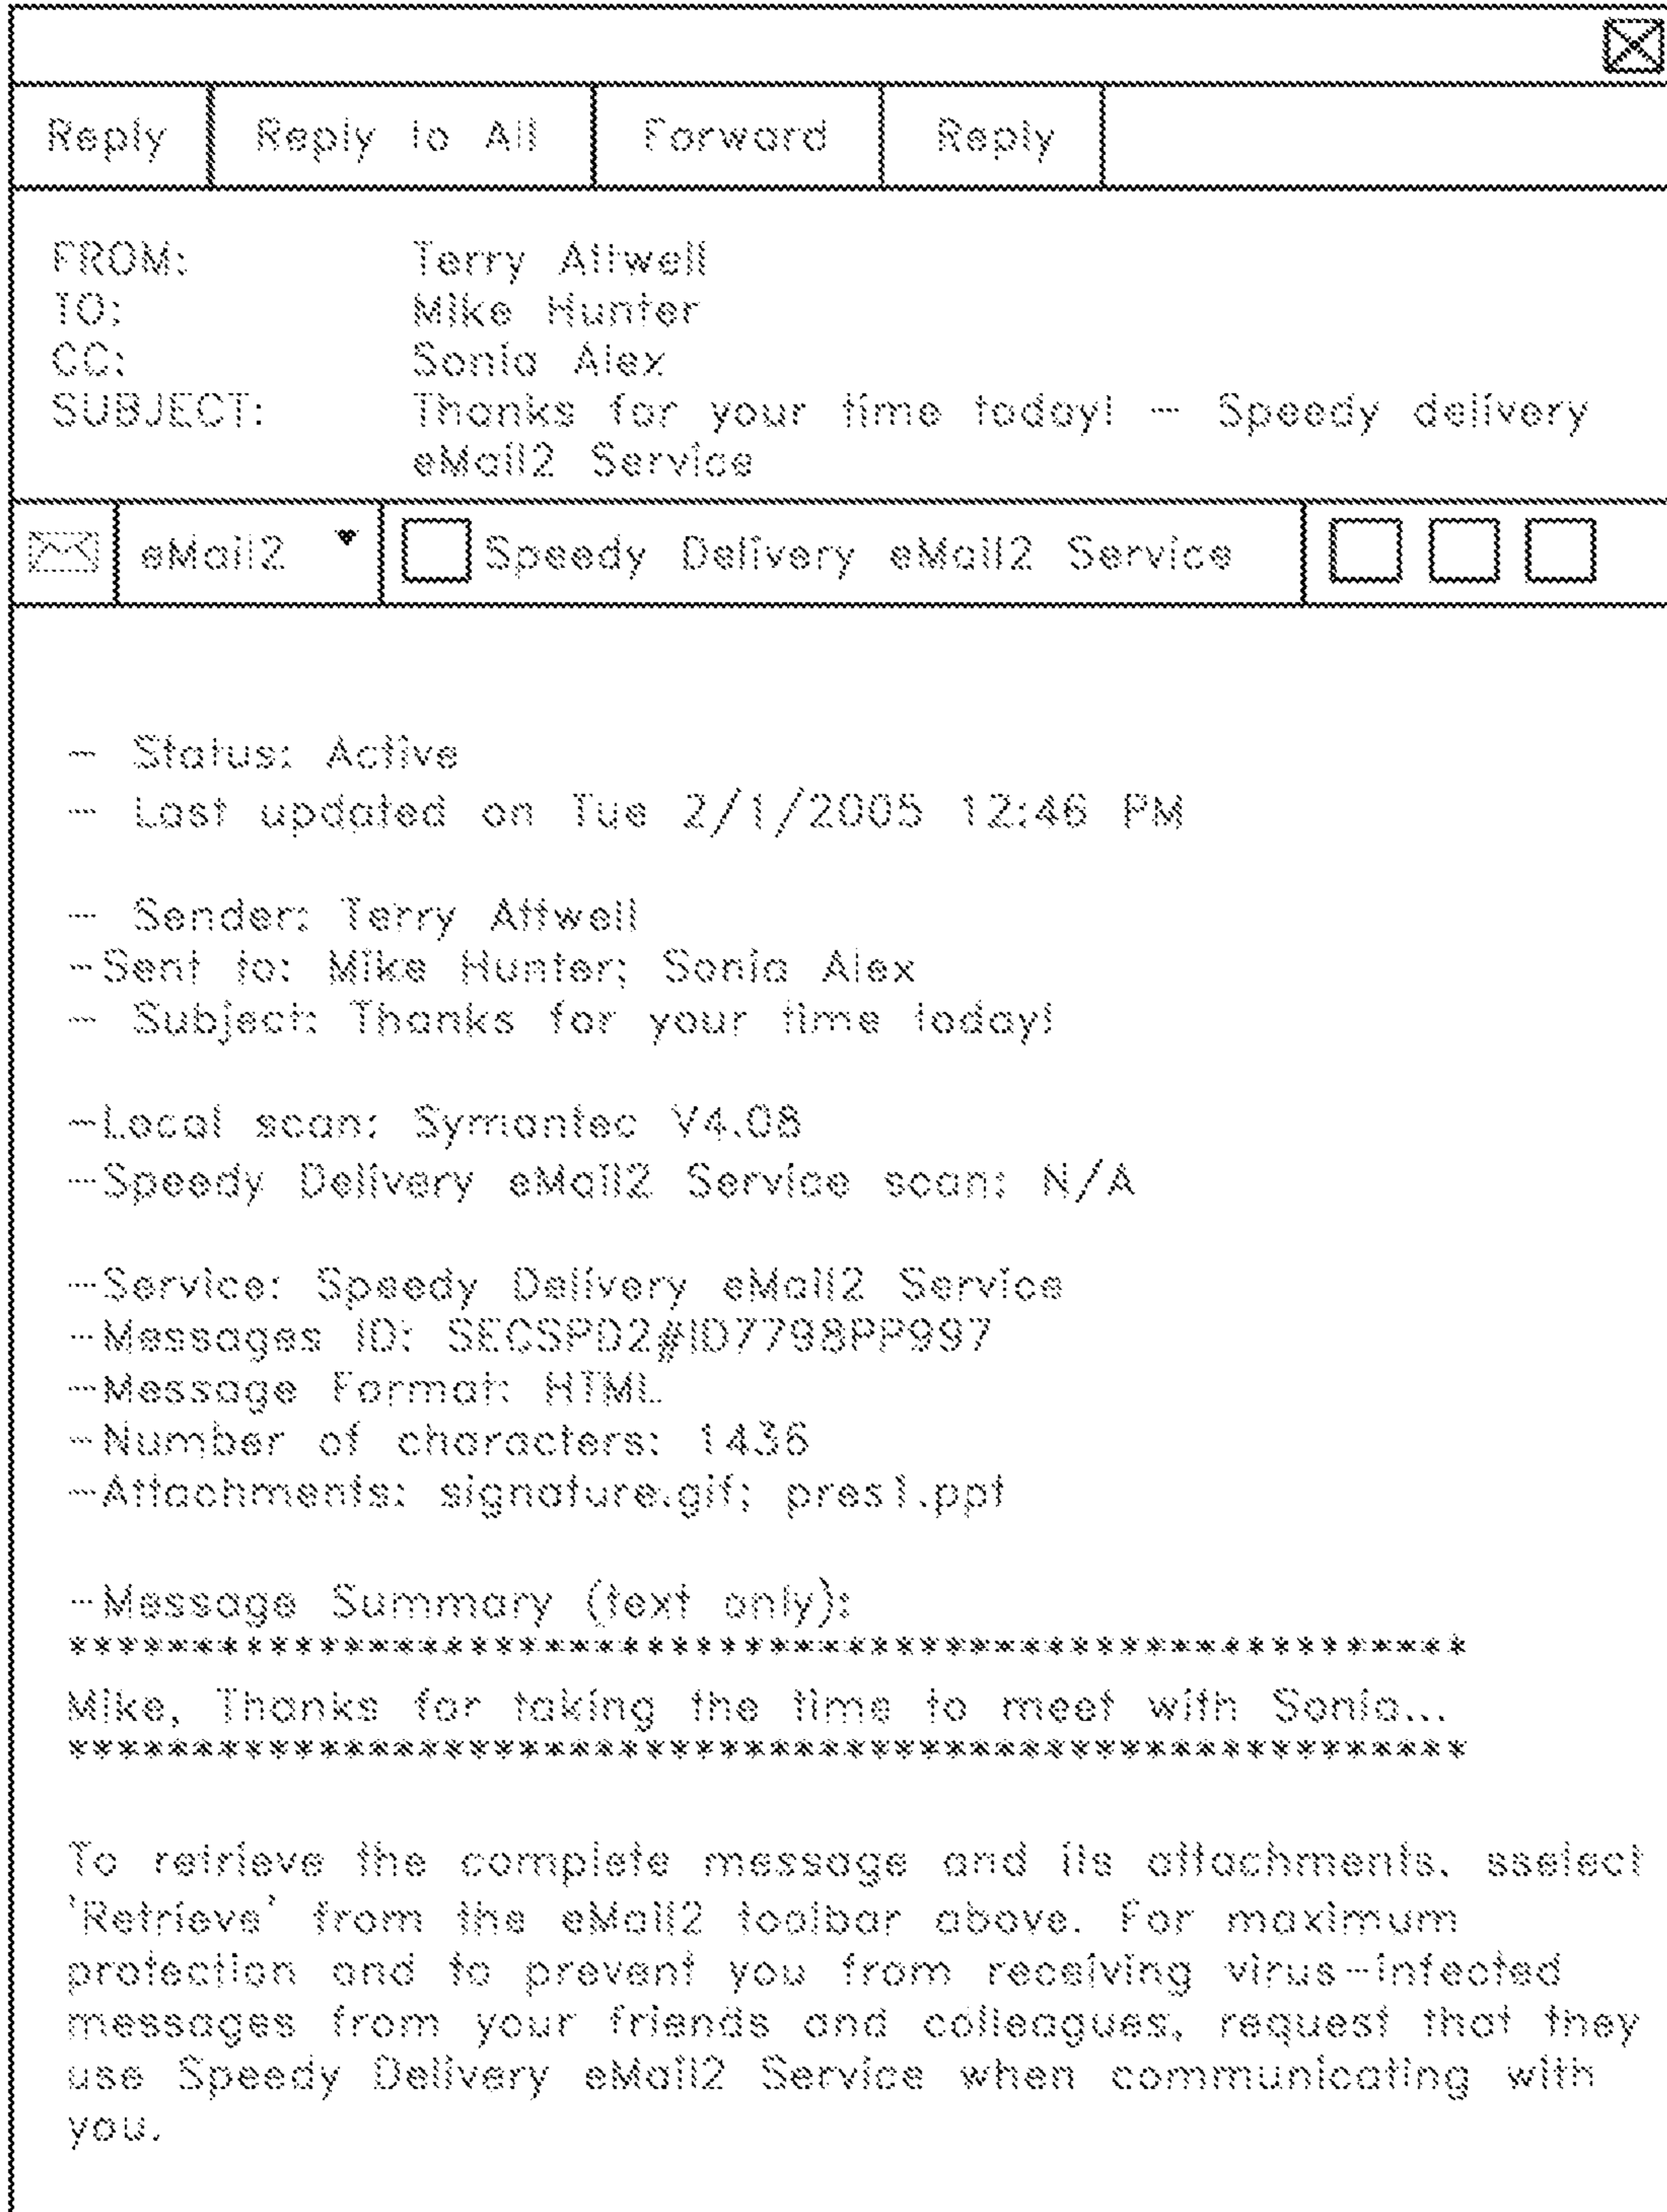 Reply Reply to All Forward Reply
FROM: Terry Attwell
TO: Mike Hunter
CC: Sonia Alex
SUBJECT: Thanks for your time today! - Speedy delivery
eMail2 Service
eMail2 Speedy Delivery eMail2 Service
- Status: Active
- Last updated on Tue 2/1/2005 12:46 PM
- Sender: Terry Attwell
-Sent to: Mike Hunter; Sonia Alex
- Subject: Thanks for your time today!
-Local scan: Symantec V4.08
-Speedy Delivery eMail2 Service scan: N/A
-Service: Speedy Delivery eMail2 Service
-Messages ID: SECSPD2#ID7798PP997
-Message Format: HTML
-Number of characters: 1436
-Attachments: signature.gif; pres1.ppt
-Message Summary (text only):
********************************************************
Mike, Thanks for taking the time to meet with Sonia...
********************************************************
To retrieve the complete message and its attachments, sselect
'Retrieve' from the eMail2 toolbar above. For maximum
protection and to prevent you from receiving virus-infected
messages from your friends and colleagues, request that they
use Speedy Delivery eMail2 Service when communicating with
you.